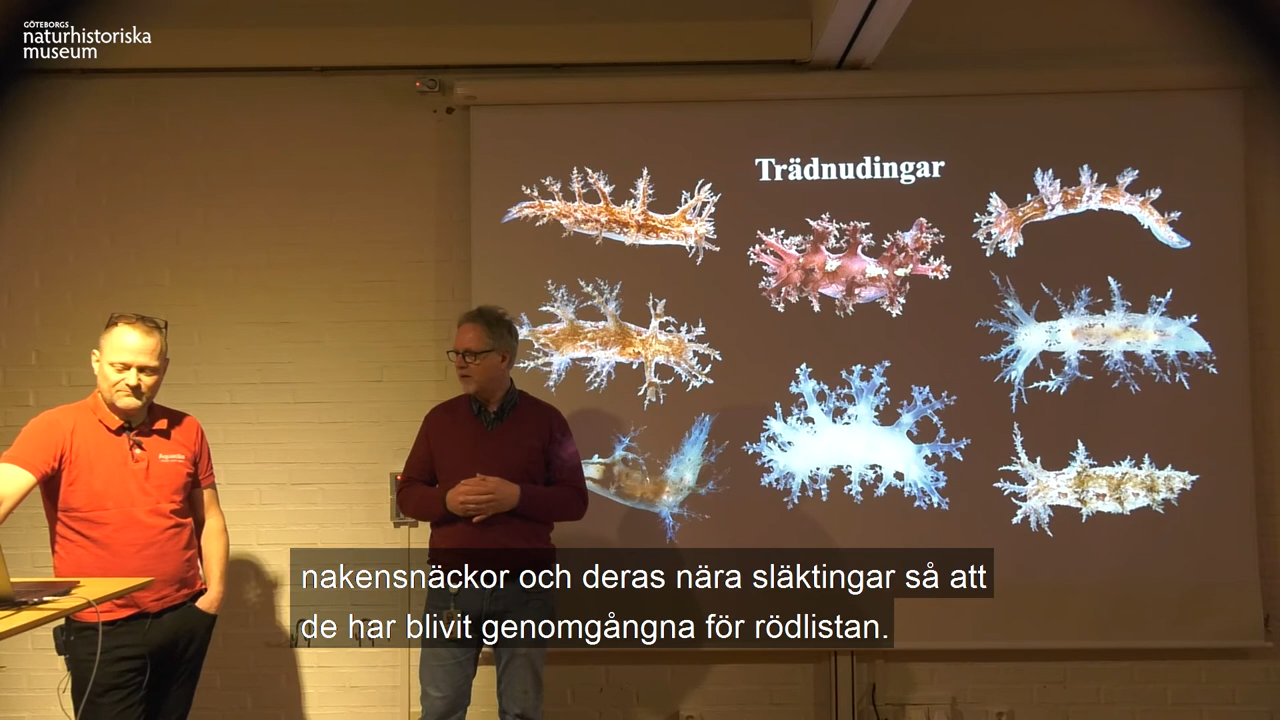 GÖTEBORGS
naturhistoriska
museum
Trädnudingar
nakensnäckor och deras nära släktingar så att
de har blivit genomgångna för rödlistan.